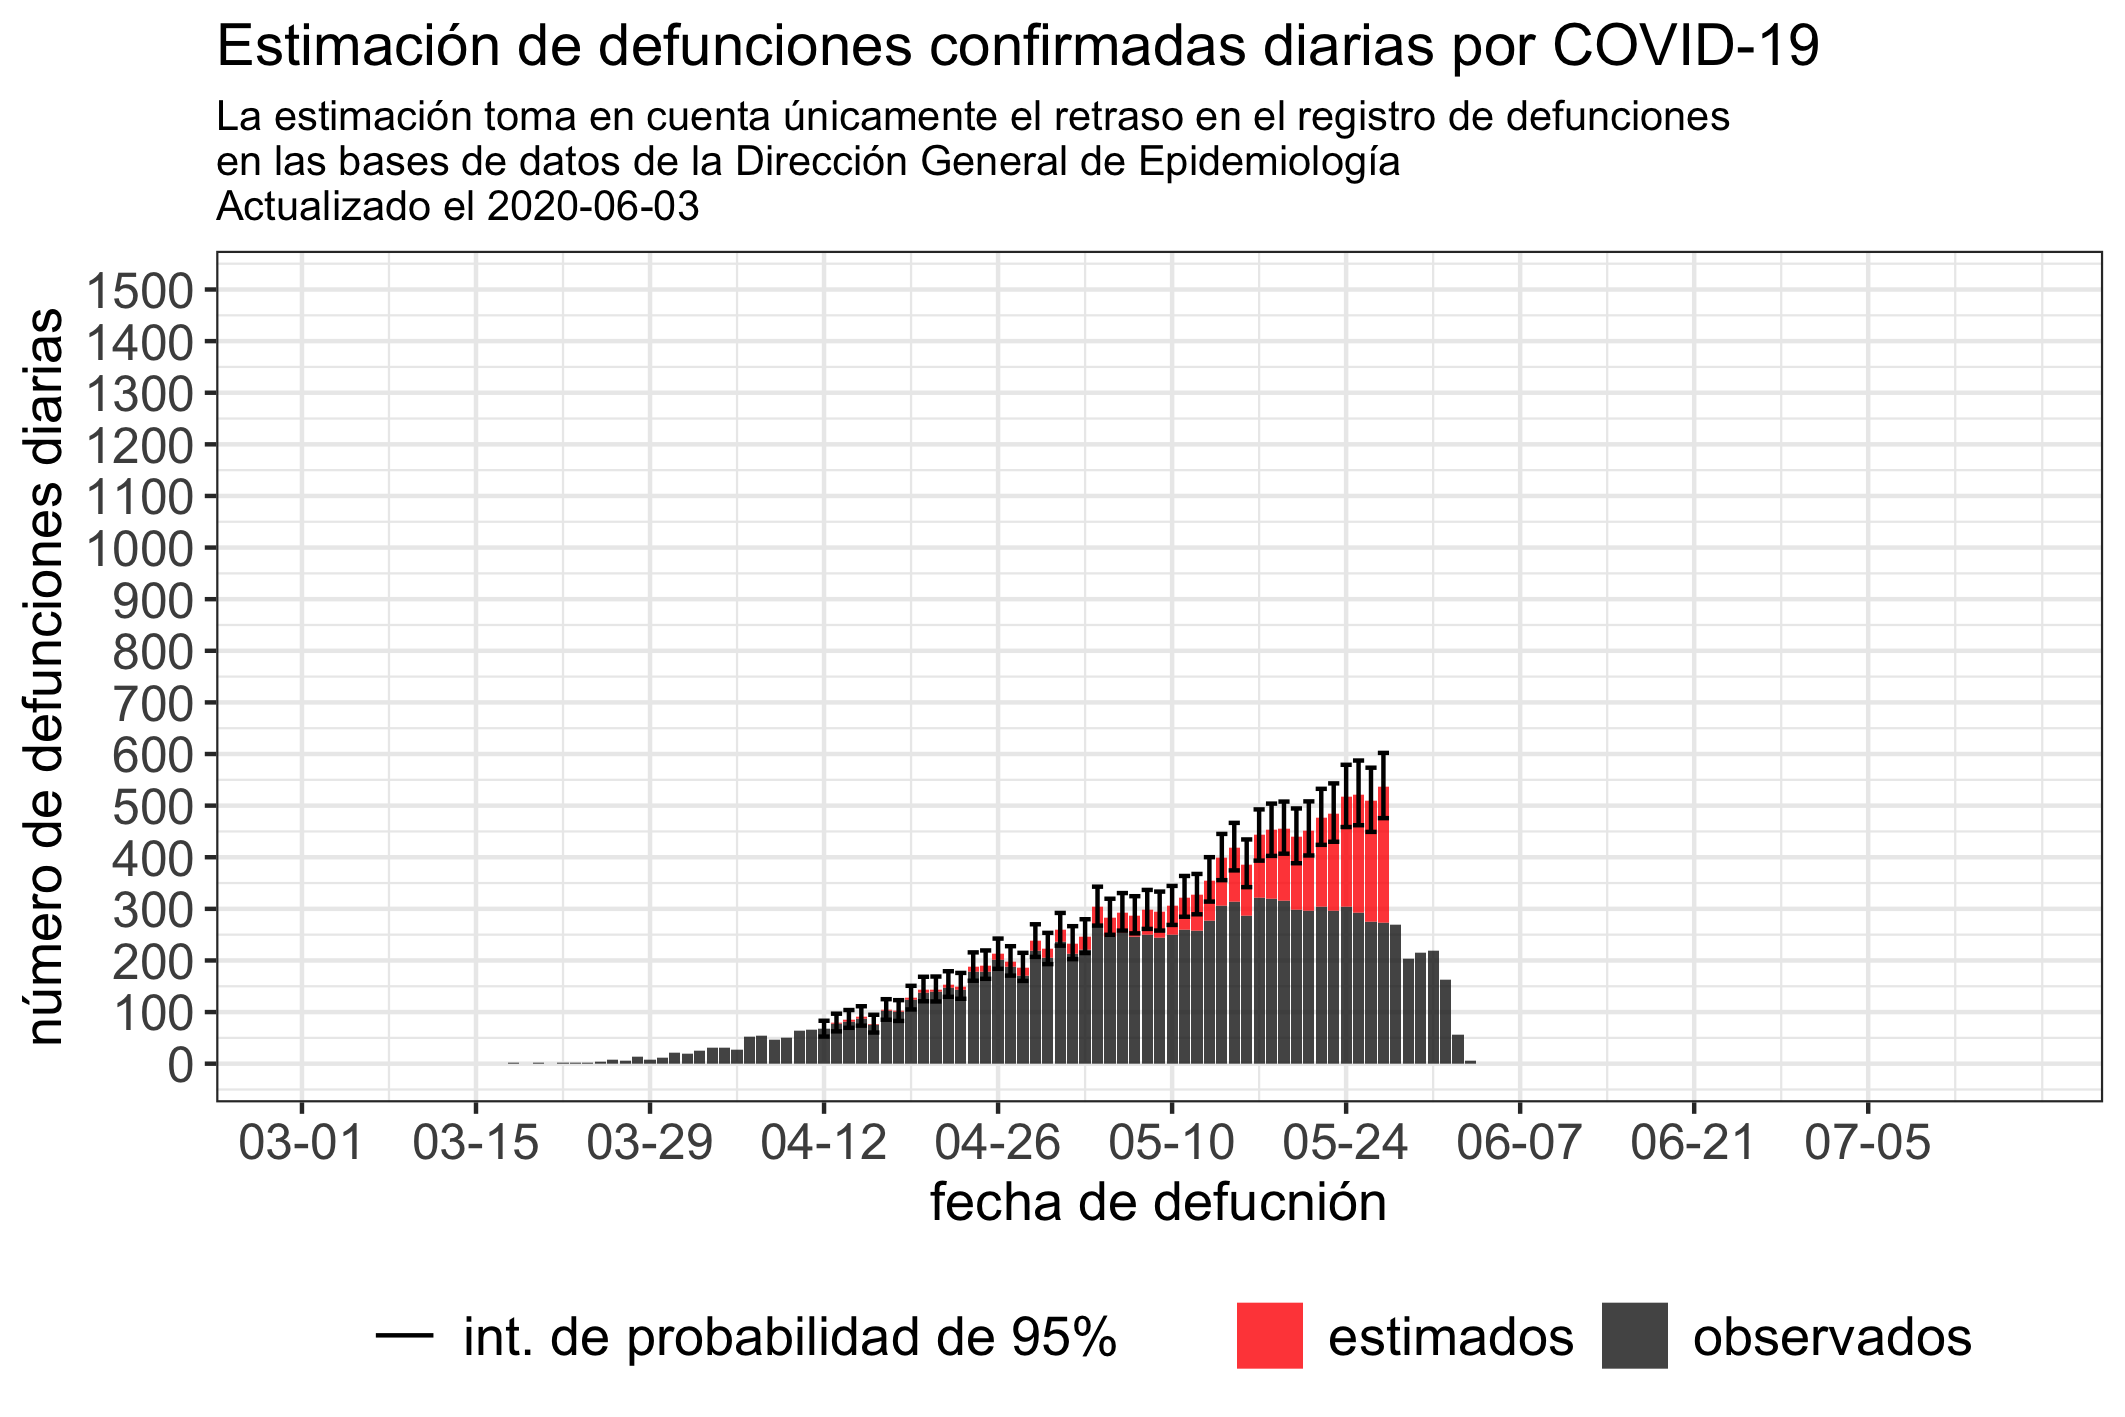 Estimación de defunciones confirmadas diarias por COVID-19
La estimación toma en cuenta únicamente el retraso en el registro de defunciones
en las bases de datos de la Dirección General de Epidemiología
Actualizado el 2020-06-03
número de defunciones diarias
1500
1400
1300
1200
1100
1000
900
800
700
600
500
400
300
200
100
0
03-01 03-15 03-29 04-12 04-26 05-10 05-24 06-07 06-21 07-05
fecha de defucnión
int. de probabilidad de 95% estimados observados